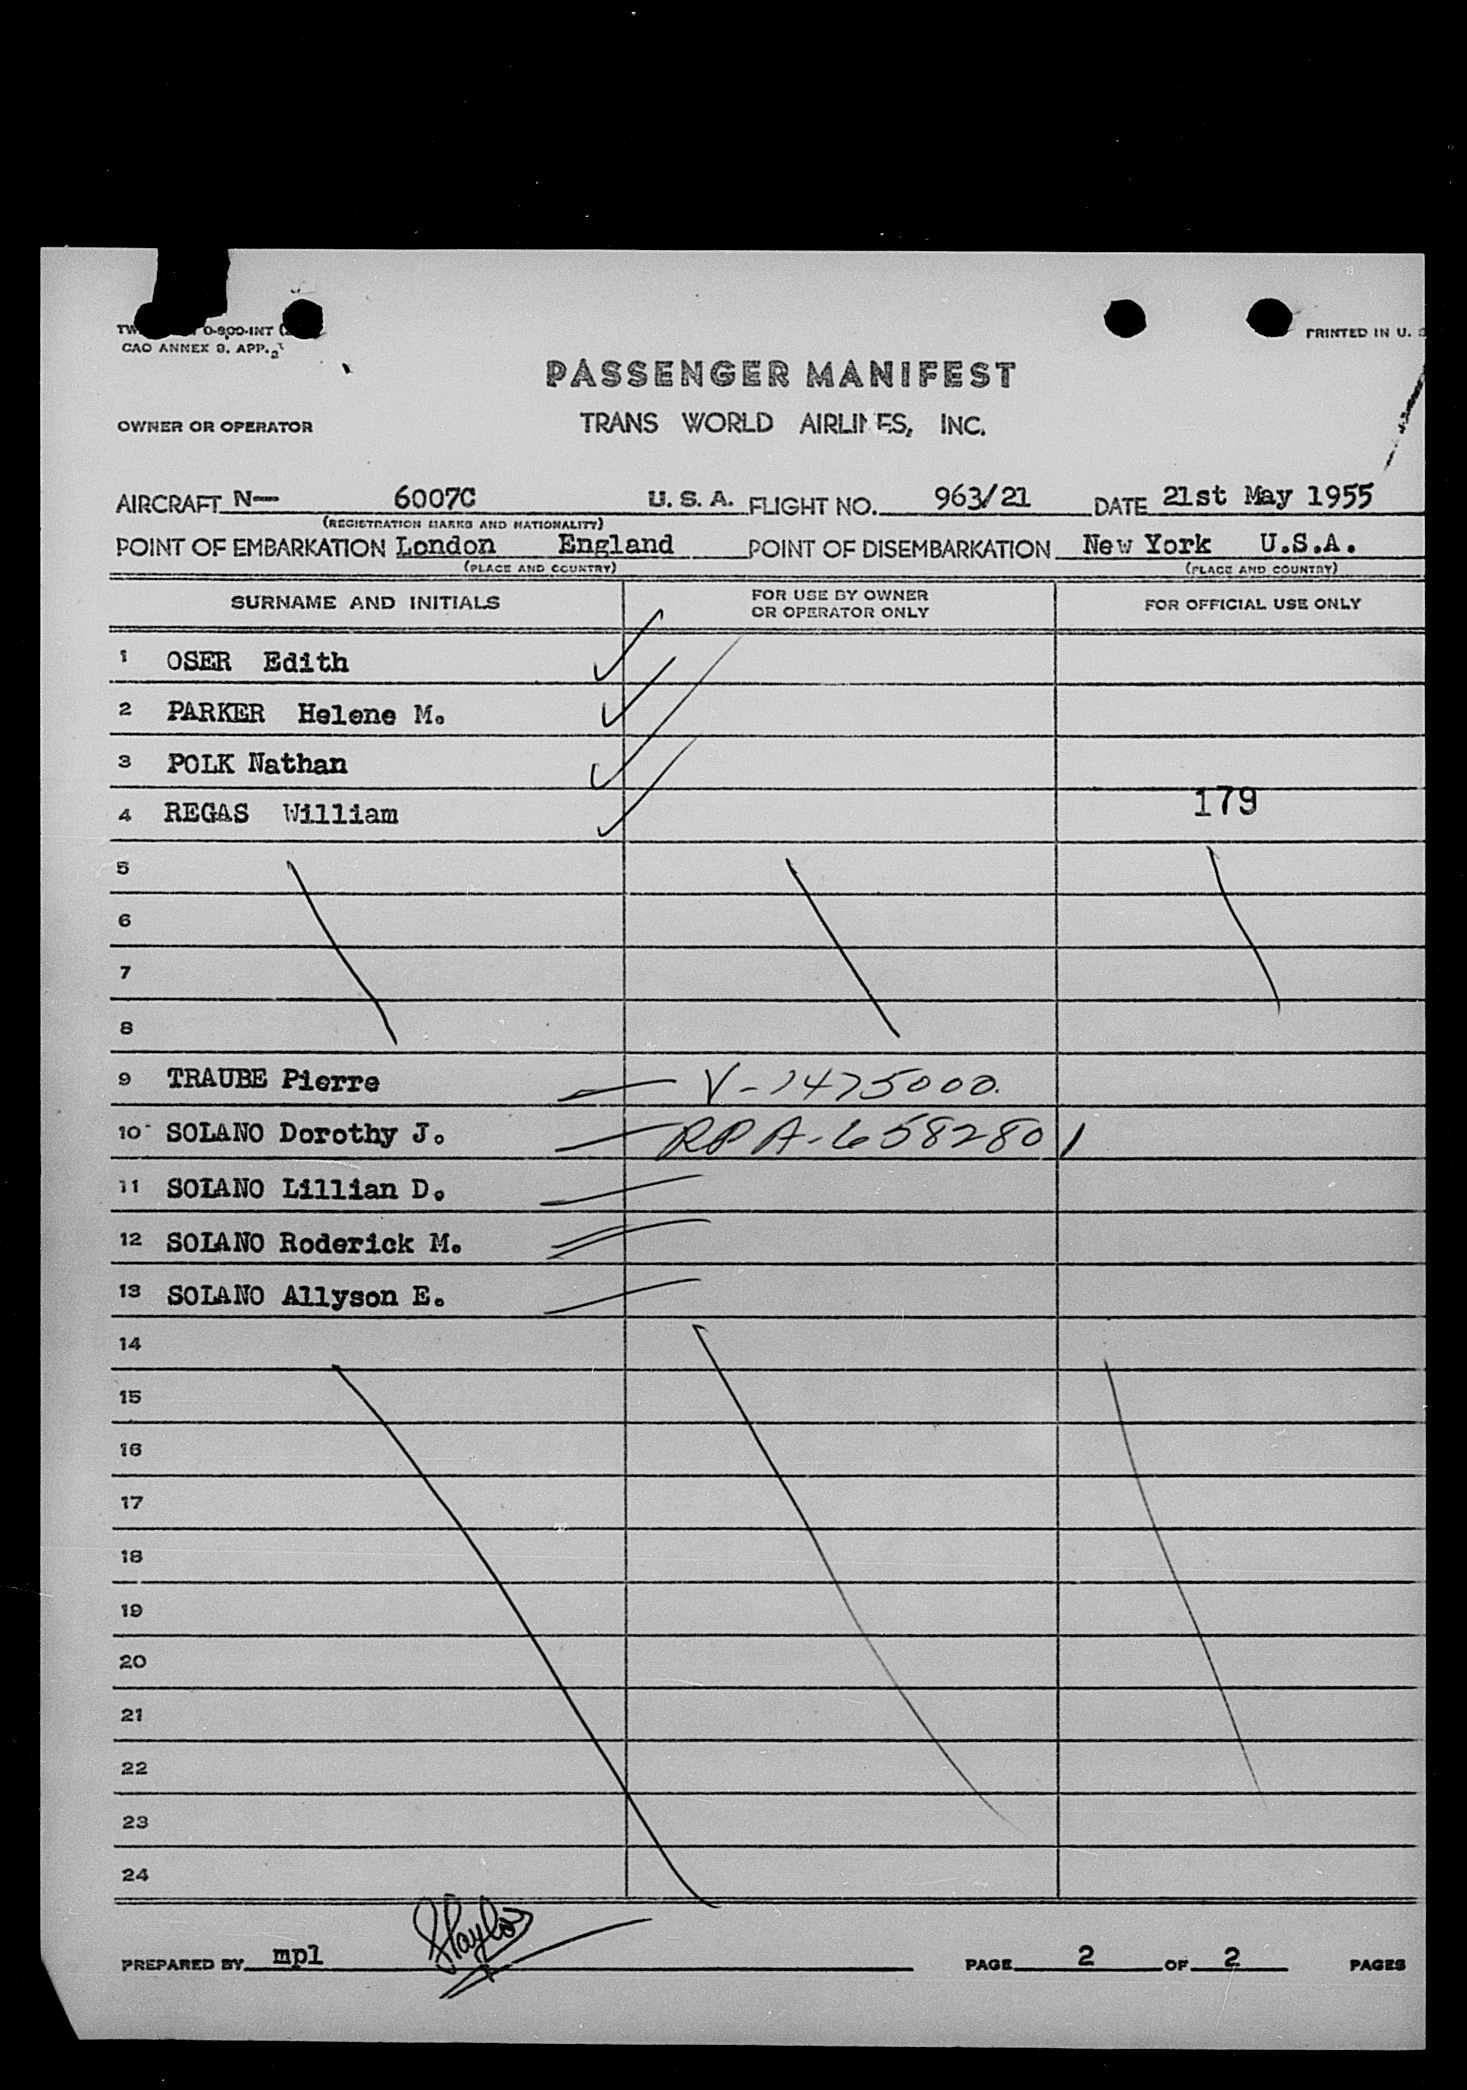 CAO ANNEX 9, APP. 2
PRINTED IN U.
PASSENGER MANIFEST
OWNER OR OPERATOR TRANS WORLD AIRLINES, INC.
AIRCRAFT N— 6007C U. S. A. FLIGHT NO. 963/21 DATE 21st May 1955
(REGISTRATION MARKS AND NATIONALITY)
POINT OF EMBARKATION London England POINT OF DISEMBARKATION New York U.S.A.
(PLACE AND COUNTRY) (PLACE AND COUNTRY)
SURNAME AND INITIALS FOR USE BY OWNER OR OPERATOR ONLY FOR OFFICIAL USE ONLY
1 OSER Edith
2 PARKER Helene M.
3 POLK Nathan
4 REGAS William 179
5
6
7
8
9 TRAUBE Pierre V-1475000.
10 SOLANO Dorothy J. RPA-6582801
11 SOLANO Lillian D.
12 SOLANO Roderick M.
13 SOLANO Allyson E.
14
15
16
17
18
19
20
21
22
23
24
PREPARED BY mpl PAGE 2 OF 2 PAGES